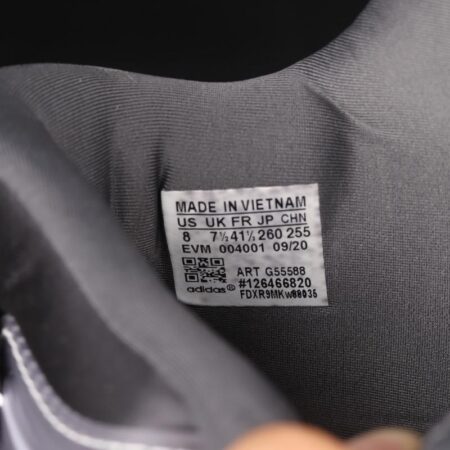 MADE IN VIETNAM
US UK FR JP CHN
8 7½ 41⅓ 260 255
EVM 004001 09/20
ART G55588
#126466820
adidas® FDXR9MKw88035